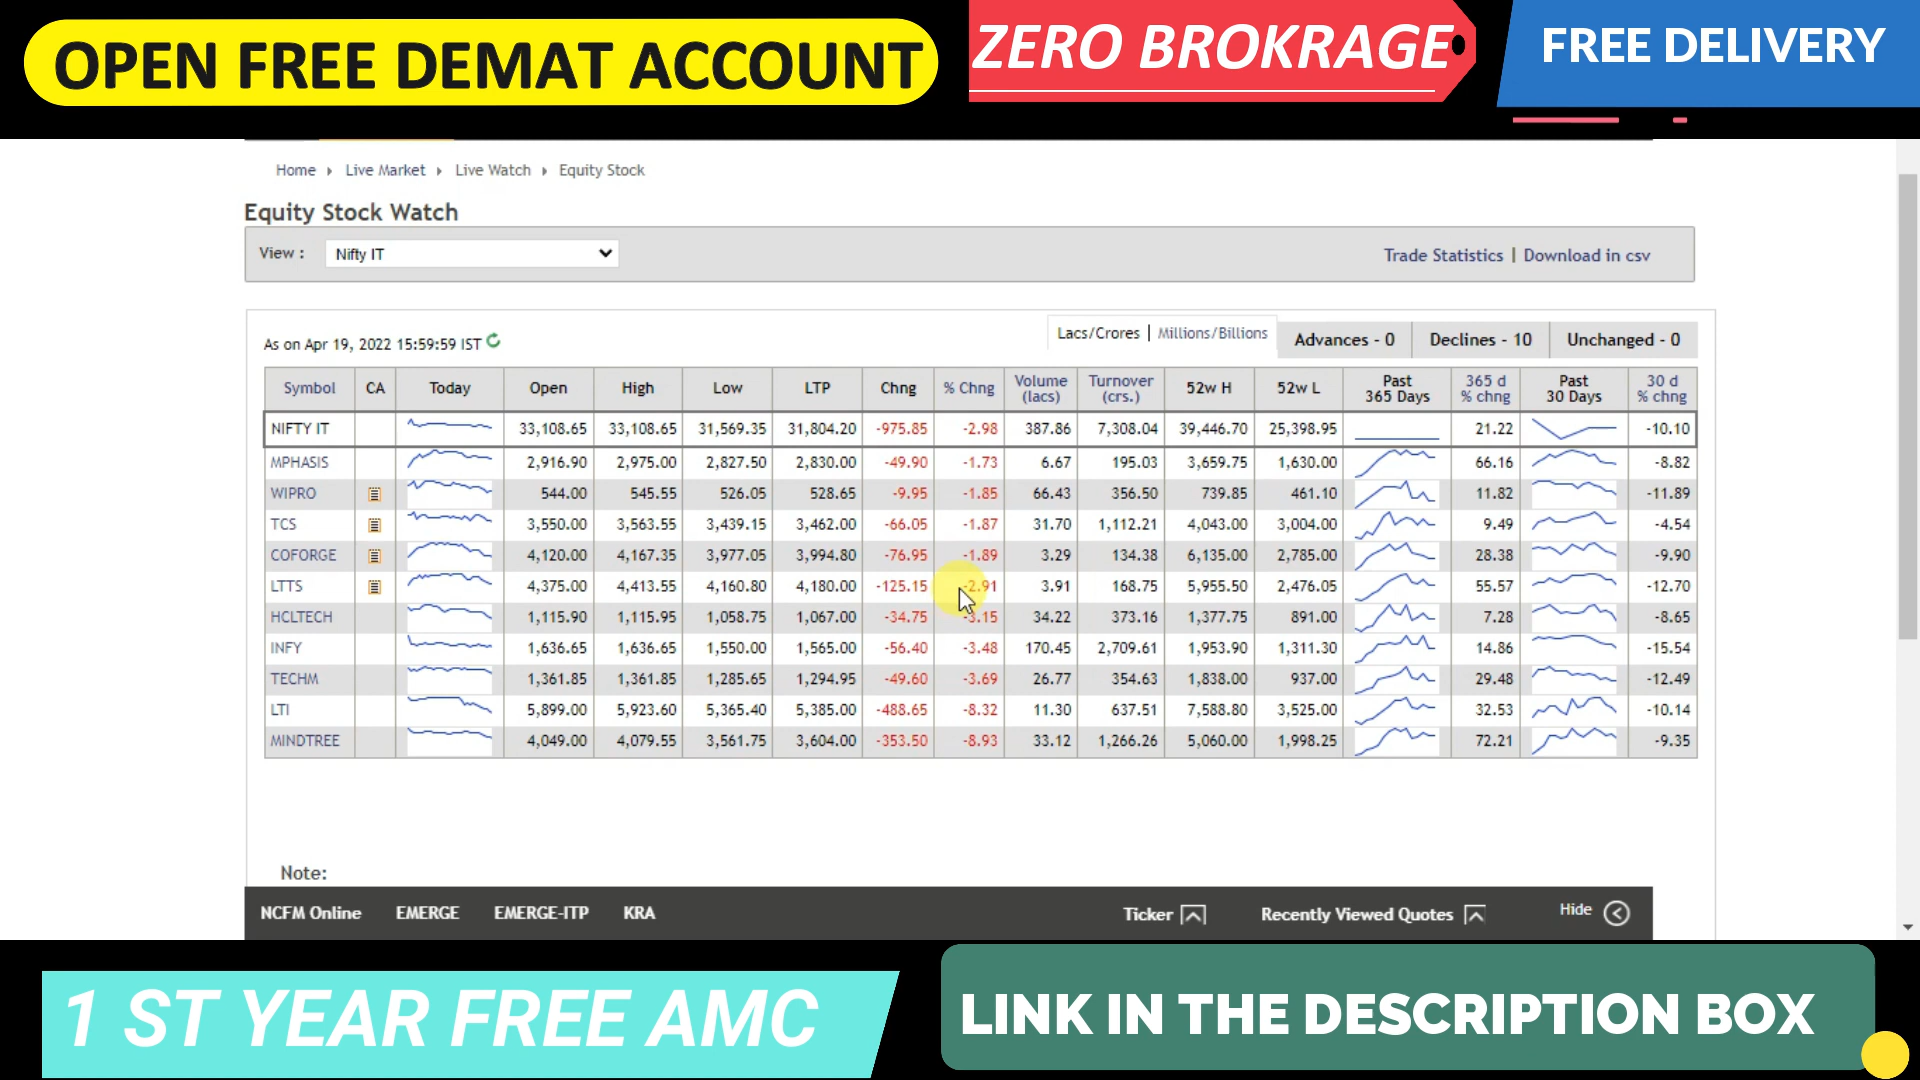 OPEN FREE DEMAT ACCOUNT
ZERO BROKRAGE
FREE DELIVERY
Home Live Market Live Watch Equity Stock
Equity Stock Watch
View : Nifty IT
Trade Statistics | Download in csv
As on Apr 19, 2022 15:59:59 IST
Lacs/Crores | Millions/Billions Advances - 0 Declines - 10 Unchanged - 0
Symbol CA Today Open High Low LTP Chng % Chng Volume (lacs) Turnover (crs.) 52w H 52w L Past 365 Days 365 d % chng Past 30 Days 30 d % chng
NIFTY IT 33,108.65 33,108.65 31,569.35 31,804.20 -975.85 -2.98 387.86 7,308.04 39,446.70 25,398.95 21.22 -10.10
MPHASIS 2,916.90 2,975.00 2,827.50 2,830.00 -49.90 -1.73 6.67 195.03 3,659.75 1,630.00 66.16 -8.82
WIPRO 544.00 545.55 526.05 528.65 -9.95 -1.85 66.43 356.50 739.85 461.10 11.82 -11.89
TCS 3,550.00 3,563.55 3,439.15 3,462.00 -66.05 -1.87 31.70 1,112.21 4,043.00 3,004.00 9.49 -4.54
COFORGE 4,120.00 4,167.35 3,977.05 3,994.80 -76.95 -1.89 3.29 134.38 6,135.00 2,785.00 28.38 -9.90
LTTS 4,375.00 4,413.55 4,160.80 4,180.00 -125.15 -2.91 3.91 168.75 5,955.50 2,476.05 55.57 -12.70
HCLTECH 1,115.90 1,115.95 1,058.75 1,067.00 -34.75 -3.15 34.22 373.16 1,377.75 891.00 7.28 -8.65
INFY 1,636.65 1,636.65 1,550.00 1,565.00 -56.40 -3.48 170.45 2,709.61 1,953.90 1,311.30 14.86 -15.54
TECHM 1,361.85 1,361.85 1,285.65 1,294.95 -49.60 -3.69 26.77 354.63 1,838.00 937.00 29.48 -12.49
LTI 5,899.00 5,923.60 5,365.40 5,385.00 -488.65 -8.32 11.30 637.51 7,588.80 3,525.00 32.53 -10.14
MINDTREE 4,049.00 4,079.55 3,561.75 3,604.00 -353.50 -8.93 33.12 1,266.26 5,060.00 1,998.25 72.21 -9.35
Note:
NCFM Online EMERGE EMERGE-ITP KRA Ticker Recently Viewed Quotes Hide
1 ST YEAR FREE AMC
LINK IN THE DESCRIPTION BOX